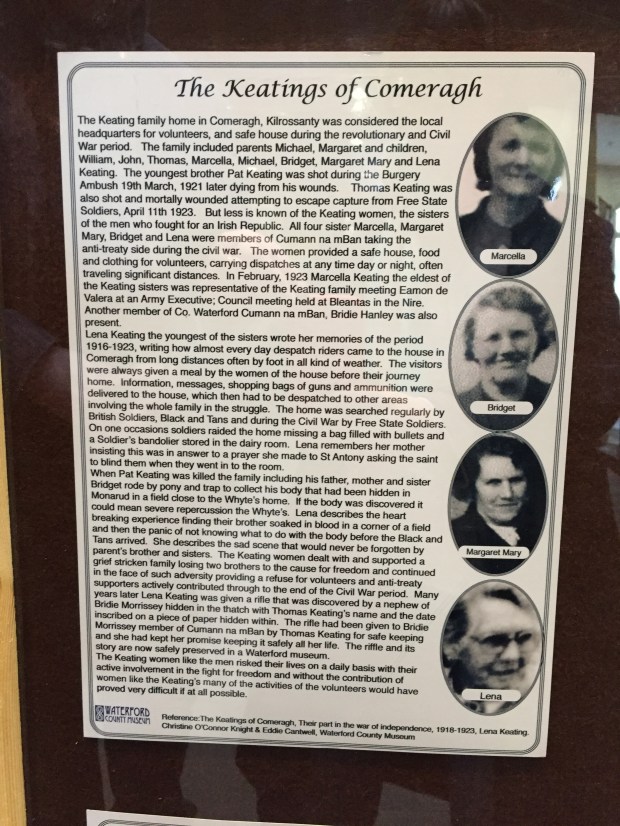 The Keatings of Comeragh
The Keating family home in Comeragh, Kilrossanty was considered the local
headquarters for volunteers, and safe house during the revolutionary and Civil
War period. The family included parents Michael, Margaret and children,
William, John, Thomas, Marcella, Michael, Bridget, Margaret Mary and Lena
Keating. The youngest brother Pat Keating was shot during the Burgery
Ambush 19th March, 1921 later dying from his wounds. Thomas Keating was
also shot and mortally wounded attempting to escape capture from Free State
Soldiers, April 11th 1923. But less is known of the Keating women, the sisters
of the men who fought for an Irish Republic. All four sister Marcella, Margaret
Mary, Bridget and Lena were members of Cumann na mBan taking the
anti-treaty side during the civil war. The women provided a safe house, food
and clothing for volunteers, carrying dispatches at any time day or night, often
traveling significant distances. In February, 1923 Marcella Keating the eldest of
the Keating sisters was representative of the Keating family meeting Eamon de
Valera at an Army Executive; Council meeting held at Bleantas in the Nire.
Another member of Co. Waterford Cumann na mBan, Bridie Hanley was also
present.
Lena Keating the youngest of the sisters wrote her memories of the period
1916-1923, writing how almost every day despatch riders came to the house in
Comeragh from long distances often by foot in all kind of weather. The visitors
were always given a meal by the women of the house before their journey
home. Information, messages, shopping bags of guns and ammunition were
delivered to the house, which then had to be despatched to other areas
involving the whole family in the struggle. The home was searched regularly by
British Soldiers, Black and Tans and during the Civil War by Free State Soldiers.
On one occasions soldiers raided the home missing a bag filled with bullets and
a Soldier's bandolier stored in the dairy room. Lena remembers her mother
insisting this was in answer to a prayer she made to St Antony asking the saint
to blind them when they went in to the room.
When Pat Keating was killed the family including his father, mother and sister
Bridget rode by pony and trap to collect his body that had been hidden in
Monarud in a field close to the Whyte's home. If the body was discovered it
could mean severe repercussion the Whyte's. Lena describes the heart
breaking experience finding their brother soaked in blood in a corner of a field
and then the panic of not knowing what to do with the body before the Black and
Tans arrived. She describes the sad scene that would never be forgotten by
parent's brother and sisters. The Keating women dealt with and supported a
grief stricken family losing two brothers to the cause for freedom and continued
in the face of such adversity providing a refuge for volunteers and anti-treaty
supporters actively contributed through to the end of the Civil War period. Many
years later Lena Keating was given a rifle that was discovered by a nephew of
Bridie Morrissey hidden in the thatch with Thomas Keating's name and the date
inscribed on a piece of paper hidden within. The rifle had been given to Bridie
Morrissey member of Cumann na mBan by Thomas Keating for safe keeping
and she had kept her promise keeping it safely all her life. The rifle and its
story are now safely preserved in a Waterford museum.
The Keating women like the men risked their lives on a daily basis with their
active involvement in the fight for freedom and without the contribution of
women like the Keating's many of the activities of the volunteers would have
proved very difficult if at all possible.
Marcella
Bridget
Margaret Mary
Lena
WATERFORD
COUNTY MUSEUM
Reference:The Keatings of Comeragh, Their part in the war of independence, 1918-1923, Lena Keating.
Christine O'Connor Knight & Eddie Cantwell, Waterford County Museum